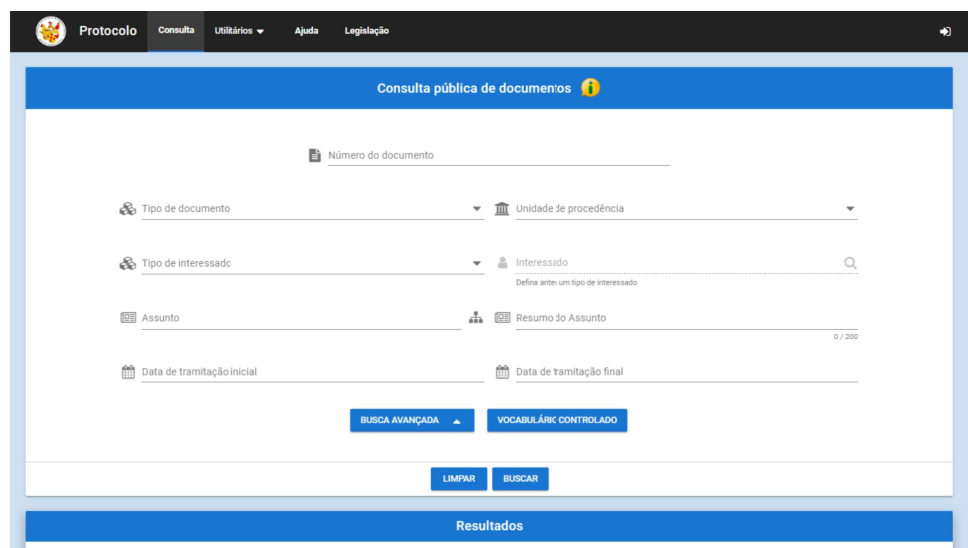 Protocolo Consulta Utilitários Ajuda Legislação
Consulta pública de documentos
Número do documento
Tipo de documento Unidade de procedência
Tipo de interessado Interessado
Defina antes um tipo de interessado
Assunto Resumo do Assunto
0 / 200
Data de tramitação inicial Data de tramitação final
BUSCA AVANÇADA VOCABULÁRIO CONTROLADO
LIMPAR BUSCAR
Resultados